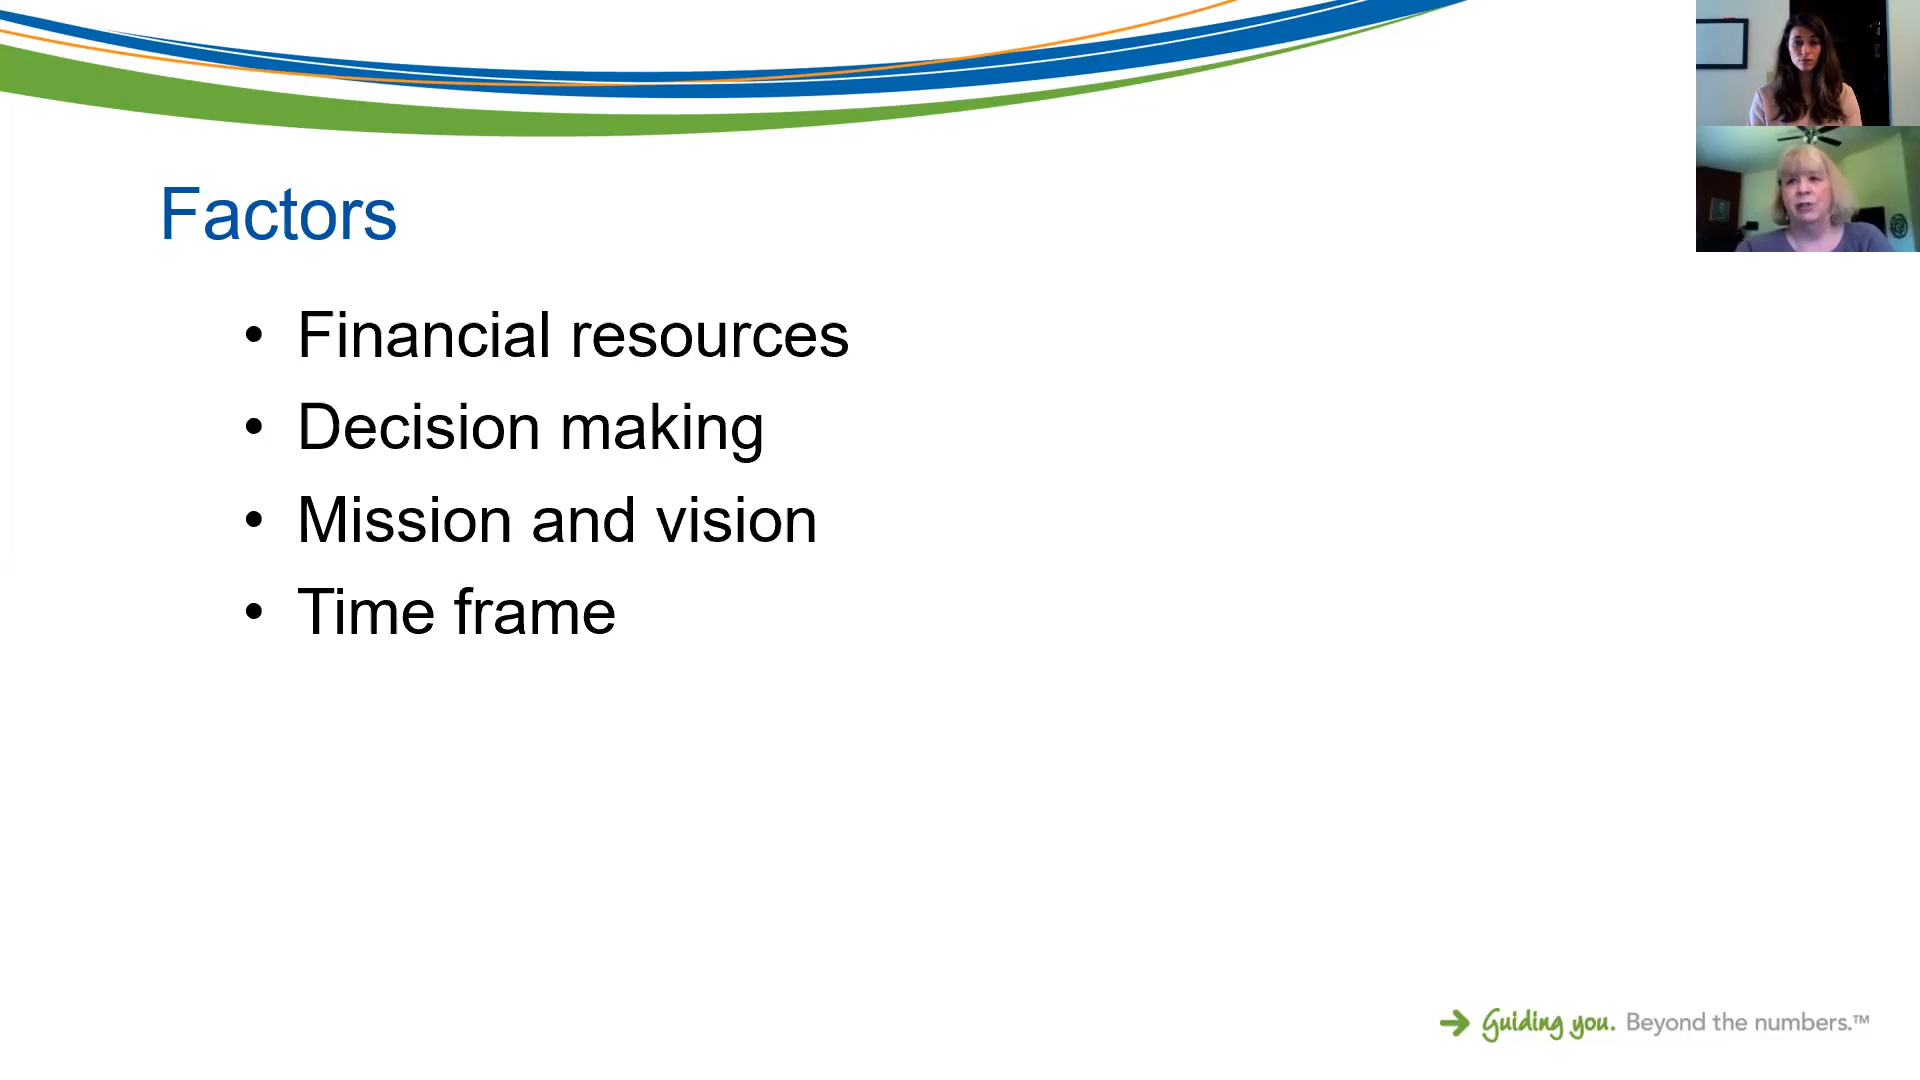 Factors
• Financial resources
• Decision making
• Mission and vision
• Time frame
Guiding you. Beyond the numbers.™